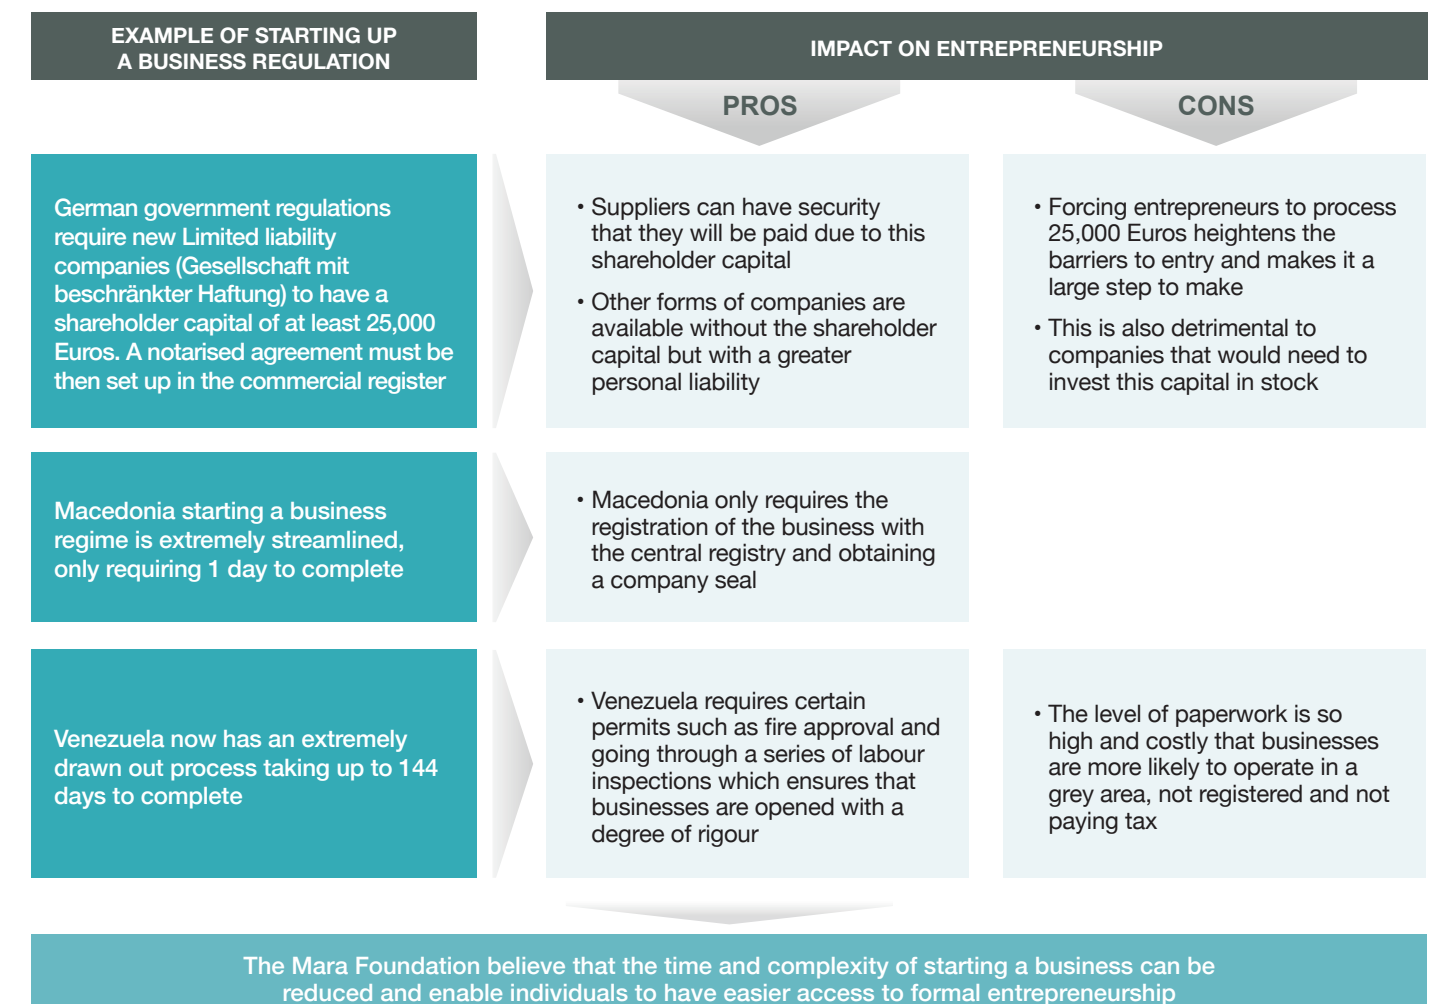 EXAMPLE OF STARTING UP
A BUSINESS REGULATION
IMPACT ON ENTREPRENEURSHIP
PROS
CONS
German government regulations
require new Limited liability
companies (Gesellschaft mit
beschränkter Haftung) to have a
shareholder capital of at least 25,000
Euros. A notarised agreement must be
then set up in the commercial register
• Suppliers can have security
that they will be paid due to this
shareholder capital
• Other forms of companies are
available without the shareholder
capital but with a greater
personal liability
• Forcing entrepreneurs to process
25,000 Euros heightens the
barriers to entry and makes it a
large step to make
• This is also detrimental to
companies that would need to
invest this capital in stock
Macedonia starting a business
regime is extremely streamlined,
only requiring 1 day to complete
• Macedonia only requires the
registration of the business with
the central registry and obtaining
a company seal
Venezuela now has an extremely
drawn out process taking up to 144
days to complete
• Venezuela requires certain
permits such as fire approval and
going through a series of labour
inspections which ensures that
businesses are opened with a
degree of rigour
• The level of paperwork is so
high and costly that businesses
are more likely to operate in a
grey area, not registered and not
paying tax
The Mara Foundation believe that the time and complexity of starting a business can be
reduced and enable individuals to have easier access to formal entrepreneurship